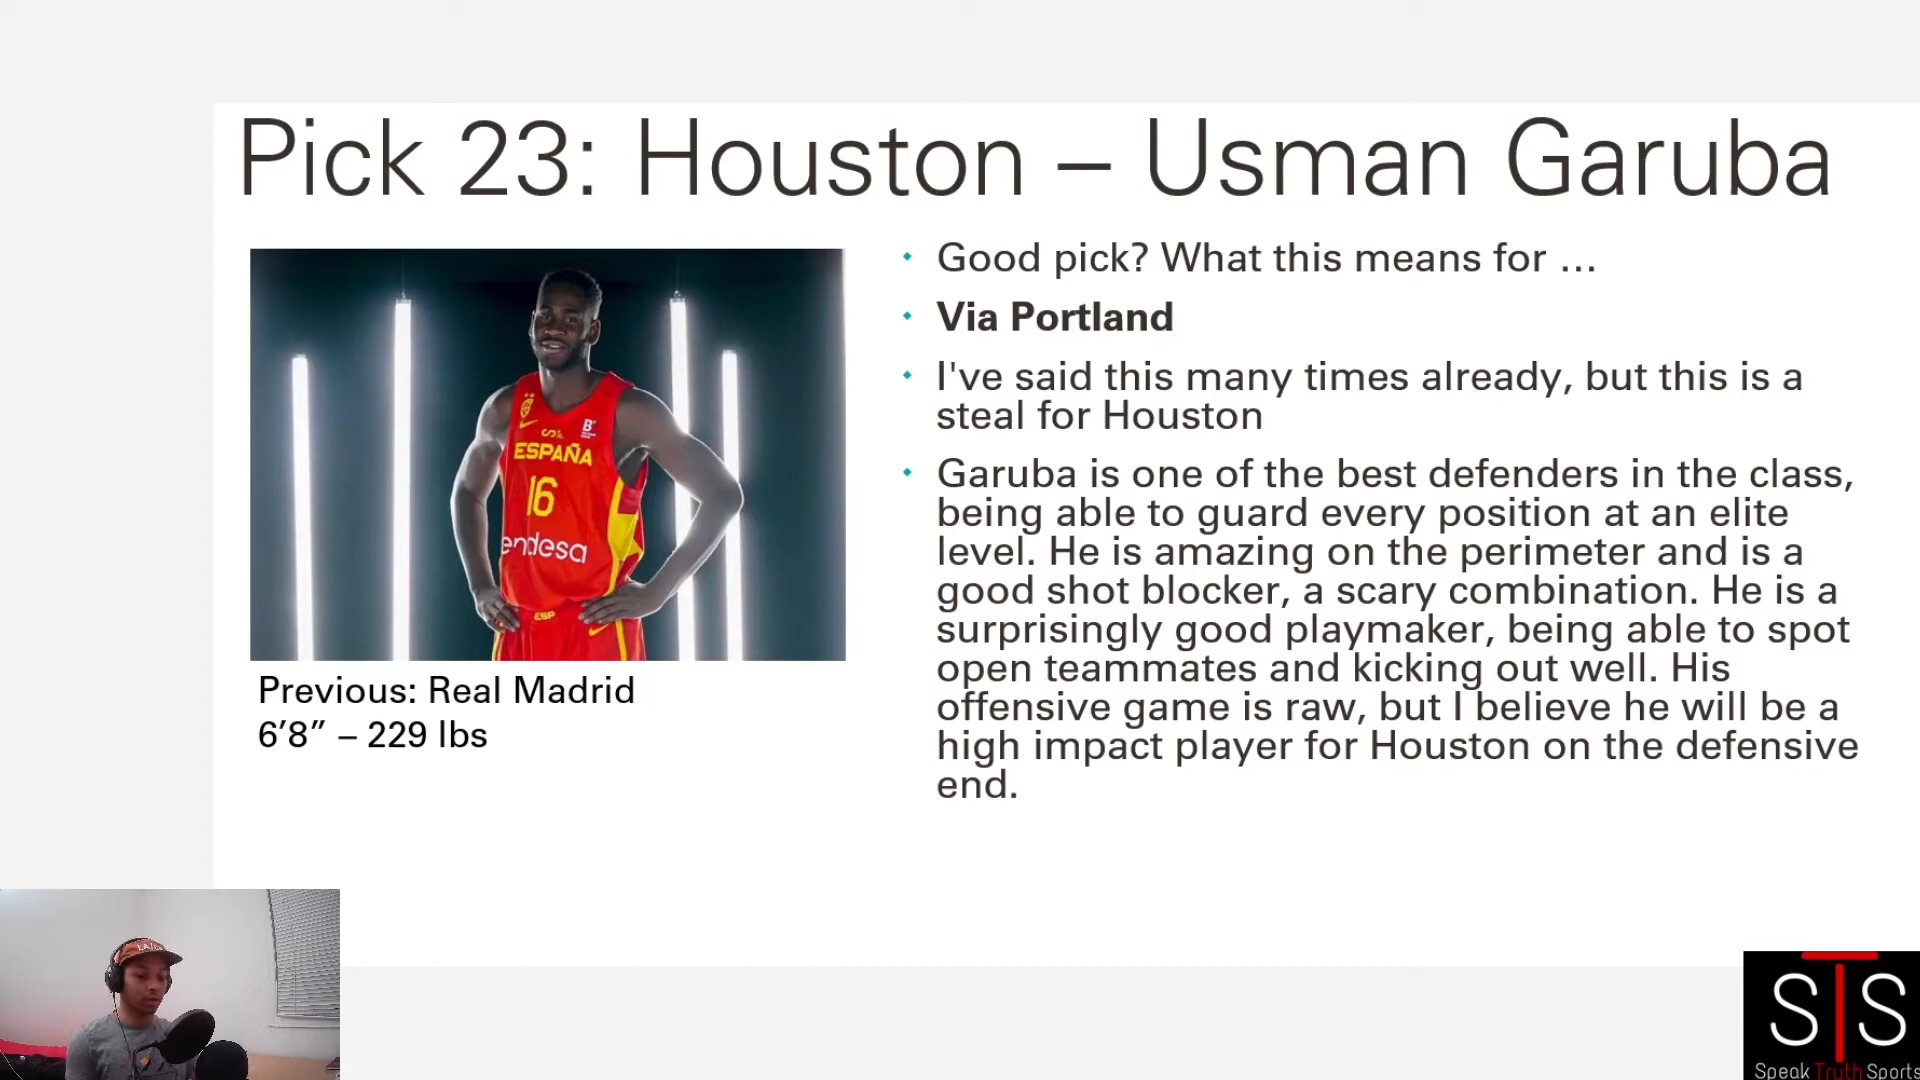 Pick 23: Houston – Usman Garuba
Good pick? What this means for ...
Via Portland
I've said this many times already, but this is a
steal for Houston
Garuba is one of the best defenders in the class,
being able to guard every position at an elite
level. He is amazing on the perimeter and is a
good shot blocker, a scary combination. He is a
surprisingly good playmaker, being able to spot
open teammates and kicking out well. His
offensive game is raw, but I believe he will be a
high impact player for Houston on the defensive
end.
ESPAÑA
16
endesa
ESP
Previous: Real Madrid
6’8” – 229 lbs
STS
Speak Truth Sports